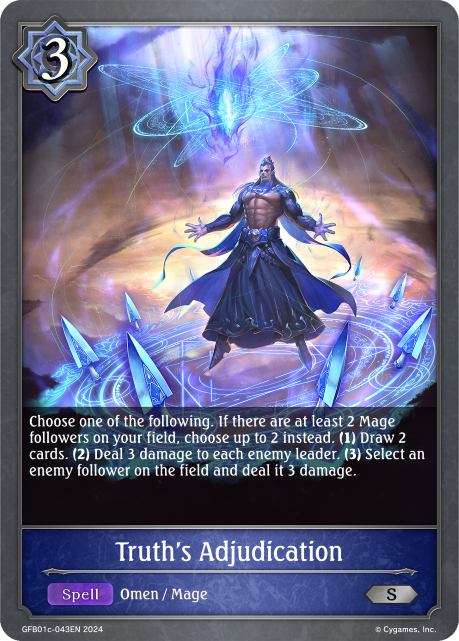 3
Choose one of the following. If there are at least 2 Mage
followers on your field, choose up to 2 instead. (1) Draw 2
cards. (2) Deal 3 damage to each enemy leader. (3) Select an
enemy follower on the field and deal it 3 damage.
Truth's Adjudication
Spell Omen / Mage S
GFB01c-043EN 2024 © Cygames, Inc.